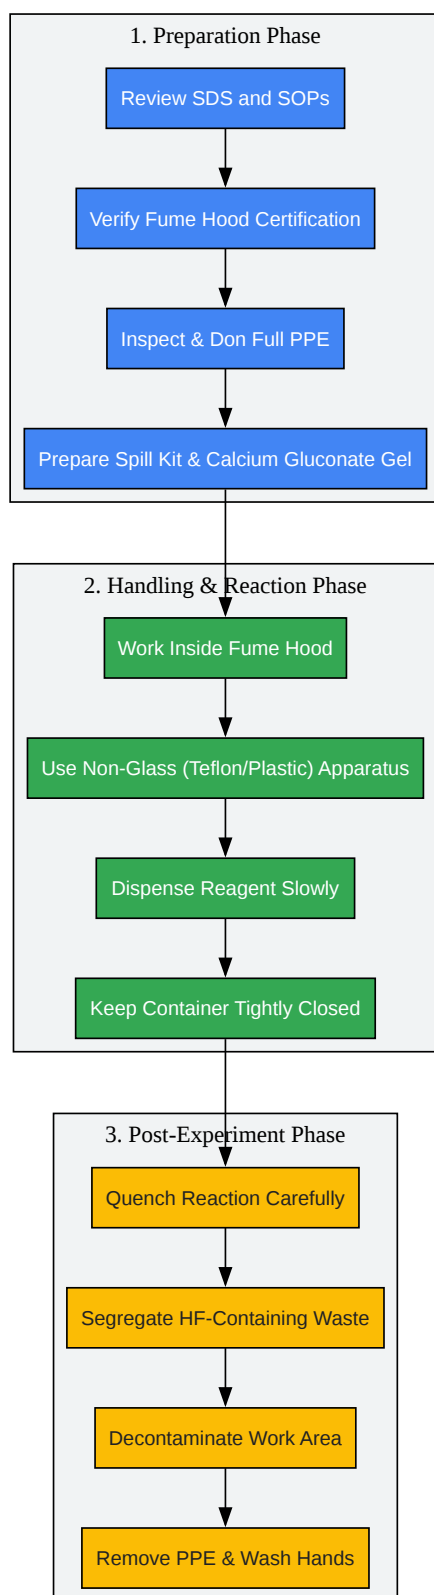 1. Preparation Phase
Review SDS and SOPs
Verify Fume Hood Certification
Inspect & Don Full PPE
Prepare Spill Kit & Calcium Gluconate Gel
2. Handling & Reaction Phase
Work Inside Fume Hood
Use Non-Glass (Teflon/Plastic) Apparatus
Dispense Reagent Slowly
Keep Container Tightly Closed
3. Post-Experiment Phase
Quench Reaction Carefully
Segregate HF-Containing Waste
Decontaminate Work Area
Remove PPE & Wash Hands